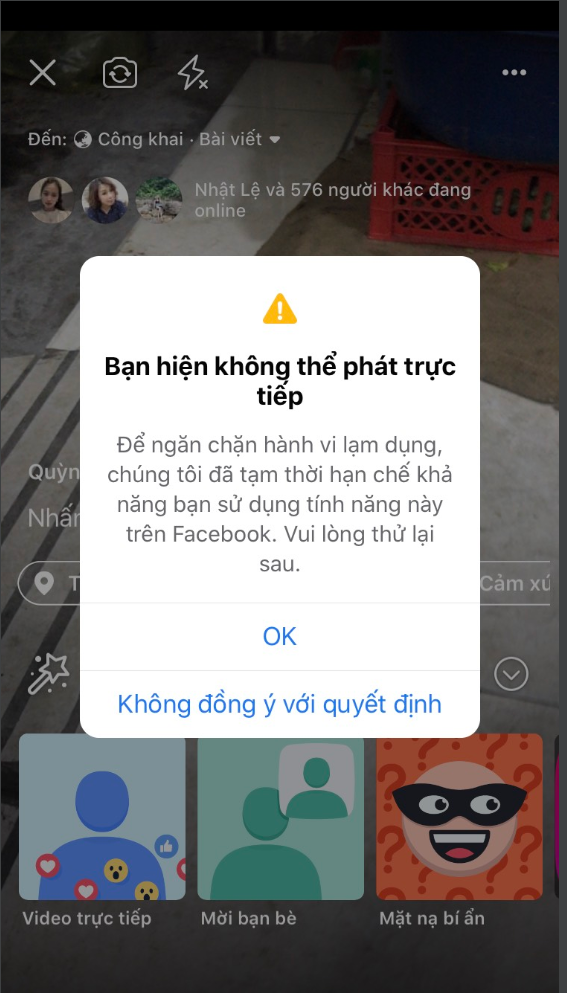 Đến: Công khai · Bài viết
Nhật Lệ và 576 người khác đang
online
Bạn hiện không thể phát trực
tiếp
Để ngăn chặn hành vi lạm dụng,
chúng tôi đã tạm thời hạn chế khả
năng bạn sử dụng tính năng này
trên Facebook. Vui lòng thử lại
sau.
Quỳn
Nhấn
T
Cảm xú
OK
Không đồng ý với quyết định
Video trực tiếp
Mời bạn bè
Mặt nạ bí ẩn